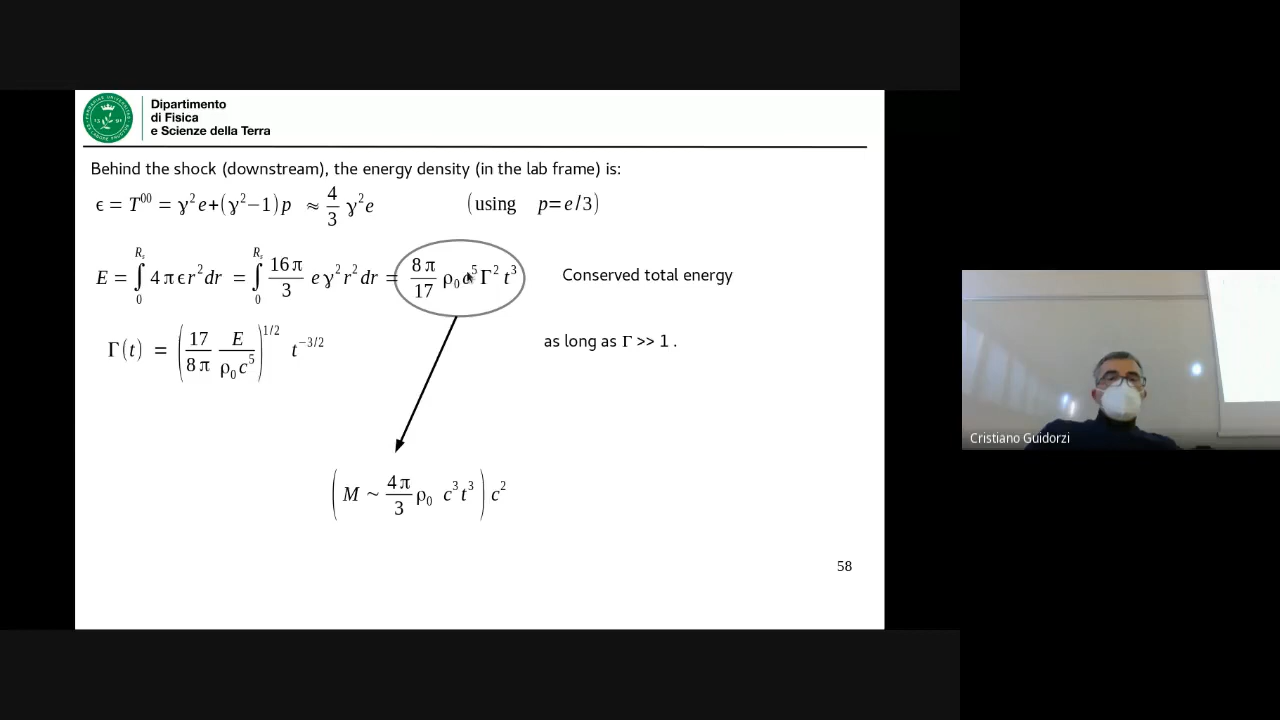 Dipartimento
di Fisica
e Scienze della Terra
Behind the shock (downstream), the energy density (in the lab frame) is:
ϵ = T⁰⁰ = γ²e+(γ²−1)p ≈ 4/3 γ²e (using p=e/3)
E = ∫₀^{R_s} 4πϵr²dr = ∫₀^{R_s} 16π/3 eγ²r²dr = 8π/17 ρ₀c⁵Γ²t³ Conserved total energy
Γ(t) = (17/8π E/ρ₀c⁵)^{1/2} t^{−3/2} as long as Γ >> 1 .
(M ~ 4π/3 ρ₀ c³t³) c²
58
Cristiano Guidorzi